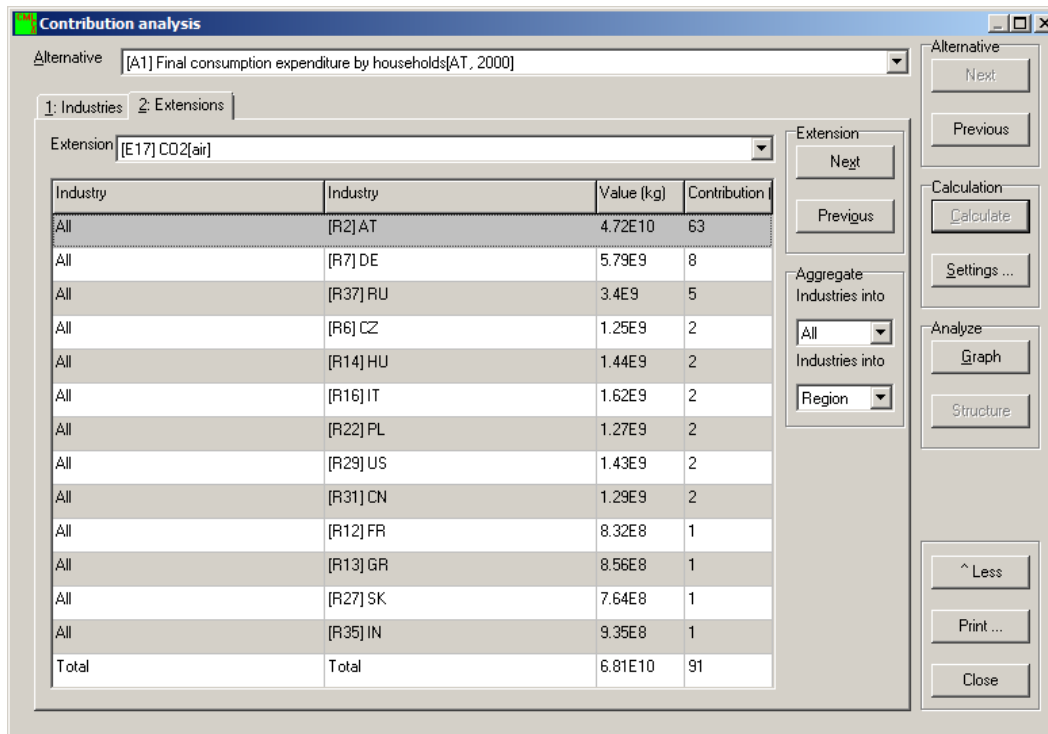 CML
Contribution analysis
Alternative [A1] Final consumption expenditure by households[AT, 2000]
1: Industries 2: Extensions
Extension [E17] CO2[air]
Industry Industry Value (kg) Contribution
All [R2] AT 4.72E10 63
All [R7] DE 5.79E9 8
All [R37] RU 3.4E9 5
All [R6] CZ 1.25E9 2
All [R14] HU 1.44E9 2
All [R16] IT 1.62E9 2
All [R22] PL 1.27E9 2
All [R29] US 1.43E9 2
All [R31] CN 1.29E9 2
All [R12] FR 8.32E8 1
All [R13] GR 8.56E8 1
All [R27] SK 7.64E8 1
All [R35] IN 9.35E8 1
Total Total 6.81E10 91
Extension
Next
Previous
Aggregate
Industries into
All
Industries into
Region
Alternative
Next
Previous
Calculation
Calculate
Settings ...
Analyze
Graph
Structure
^ Less
Print ...
Close